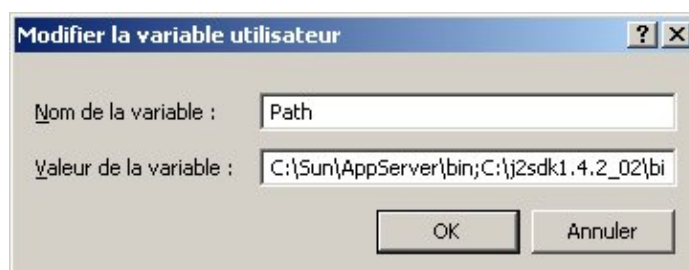 Modifier la variable utilisateur
Nom de la variable : Path
Valeur de la variable : C:\Sun\AppServer\bin;C:\j2sdk1.4.2_02\bi
OK Annuler